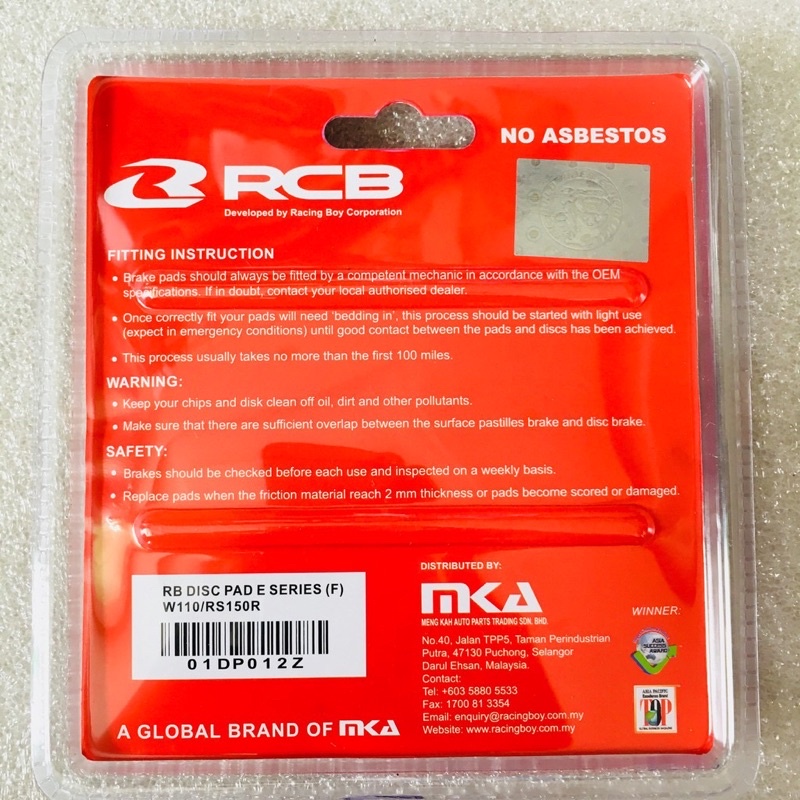 NO ASBESTOS
RCB
Developed by Racing Boy Corporation
FITTING INSTRUCTION
• Brake pads should always be fitted by a competent mechanic in accordance with the OEM
specifications. If in doubt, contact your local authorised dealer.
• Once correctly fit your pads will need 'bedding in', this process should be started with light use
(expect in emergency conditions) until good contact between the pads and discs has been achieved.
• This process usually takes no more than the first 100 miles.
WARNING:
• Keep your chips and disk clean off oil, dirt and other pollutants.
• Make sure that there are sufficient overlap between the surface pastilles brake and disc brake.
SAFETY:
• Brakes should be checked before each use and inspected on a weekly basis.
• Replace pads when the friction material reach 2 mm thickness or pads become scored or damaged.
RB DISC PAD E SERIES (F)
W110/RS150R
01DP012Z
A GLOBAL BRAND OF MKA
DISTRIBUTED BY:
MKA
MENG KAH AUTO PARTS TRADING SDN. BHD.
No.40, Jalan TPP5, Taman Perindustrian
Putra, 47130 Puchong, Selangor
Darul Ehsan, Malaysia.
Contact:
Tel: +603 5880 5533
Fax: 1700 81 3354
Email: enquiry@racingboy.com.my
Website: www.racingboy.com.my
WINNER:
ASIA
SUCCESS
AWARD
ASIA PACIFIC
TOP